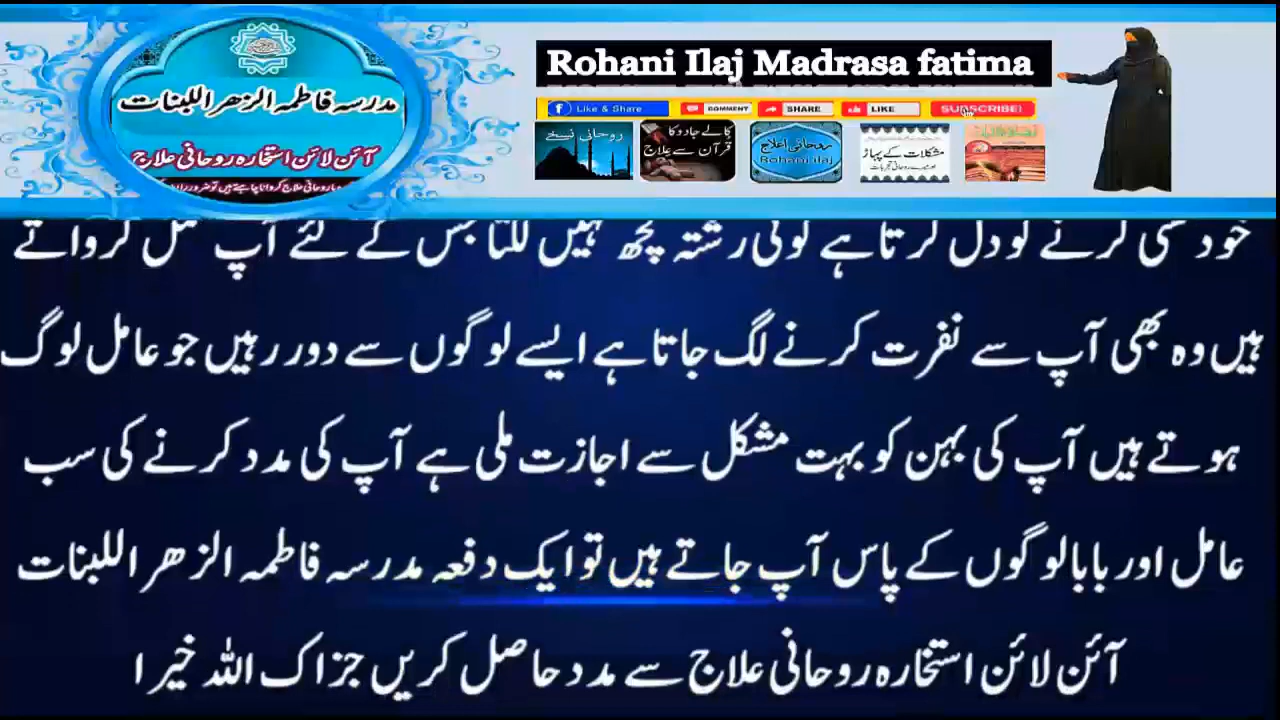 مدرسہ فاطمہ الزھرا للبنات
آئن لائن استخارہ روحانی علاج
Rohani Ilaj Madrasa fatima
Like & Share
COMMENT
SHARE
LIKE
SUBSCRIBE!
روحانی نسخے
کالے جادو کا
قرآن سے علاج
روحانی علاج
Rohani Ilaj
مشکلات کے پہاڑ
کرنے کو دل کرتا ہے کوئی رشتہ کچھ نہیں لگتا جس کے لئے آپ عمل کرواتے
ہیں وہ بھی آپ سے نفرت کرنے لگ جاتا ہے ایسے لوگوں سے دور رہیں جو عامل لوگ
ہوتے ہیں آپ کی بہن کو بہت مشکل سے اجازت ملی ہے آپ کی مدد کرنے کی سب
عامل اور بابا لوگوں کے پاس آپ جاتے ہیں تو ایک دفعہ مدرسہ فاطمہ الزھرا للبنات
آئن لائن استخارہ روحانی علاج سے مدد حاصل کریں جزاک اللہ خیرا